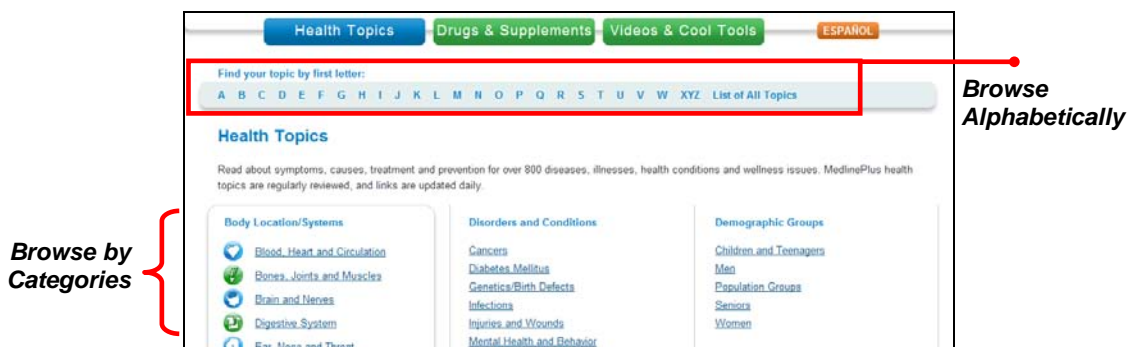 Health Topics
Drugs & Supplements
Videos & Cool Tools
ESPAÑOL
Find your topic by first letter:
A B C D E F G H I J K L M N O P Q R S T U V W XYZ List of All Topics
Browse
Alphabetically
Health Topics
Read about symptoms, causes, treatment and prevention for over 800 diseases, illnesses, health conditions and wellness issues. MedlinePlus health
topics are regularly reviewed, and links are updated daily.
Browse by
Categories
Body Location/Systems
Blood, Heart and Circulation
Bones, Joints and Muscles
Brain and Nerves
Digestive System
Ear, Nose and Throat
Disorders and Conditions
Cancers
Diabetes Mellitus
Genetics/Birth Defects
Infections
Injuries and Wounds
Mental Health and Behavior
Demographic Groups
Children and Teenagers
Men
Population Groups
Seniors
Women